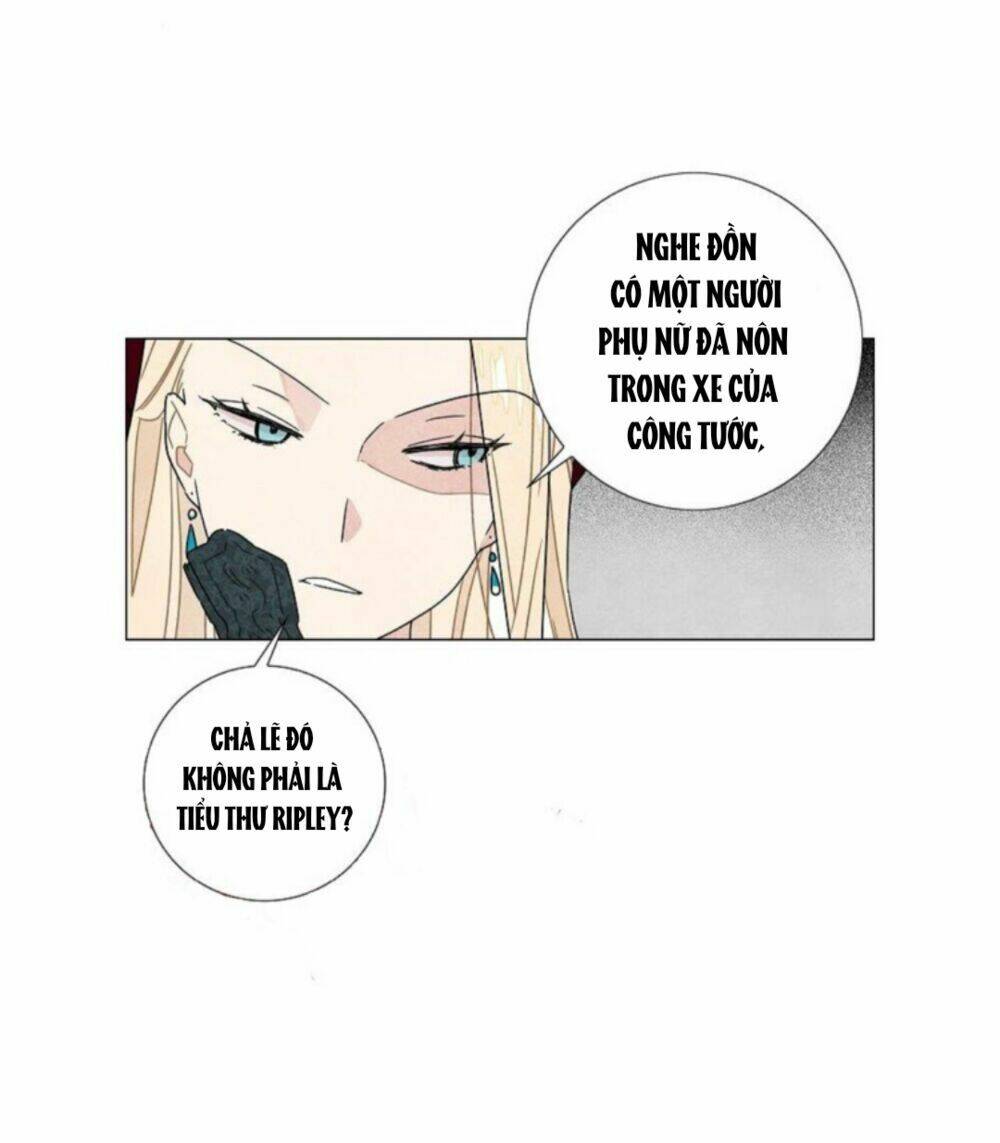 NGHE ĐỒN
CÓ MỘT NGƯỜI
PHỤ NỮ ĐÃ NÔN
TRONG XE CỦA
CÔNG TƯỚC,
CHẢ LẼ ĐÓ
KHÔNG PHẢI LÀ
TIỂU THƯ RIPLEY?